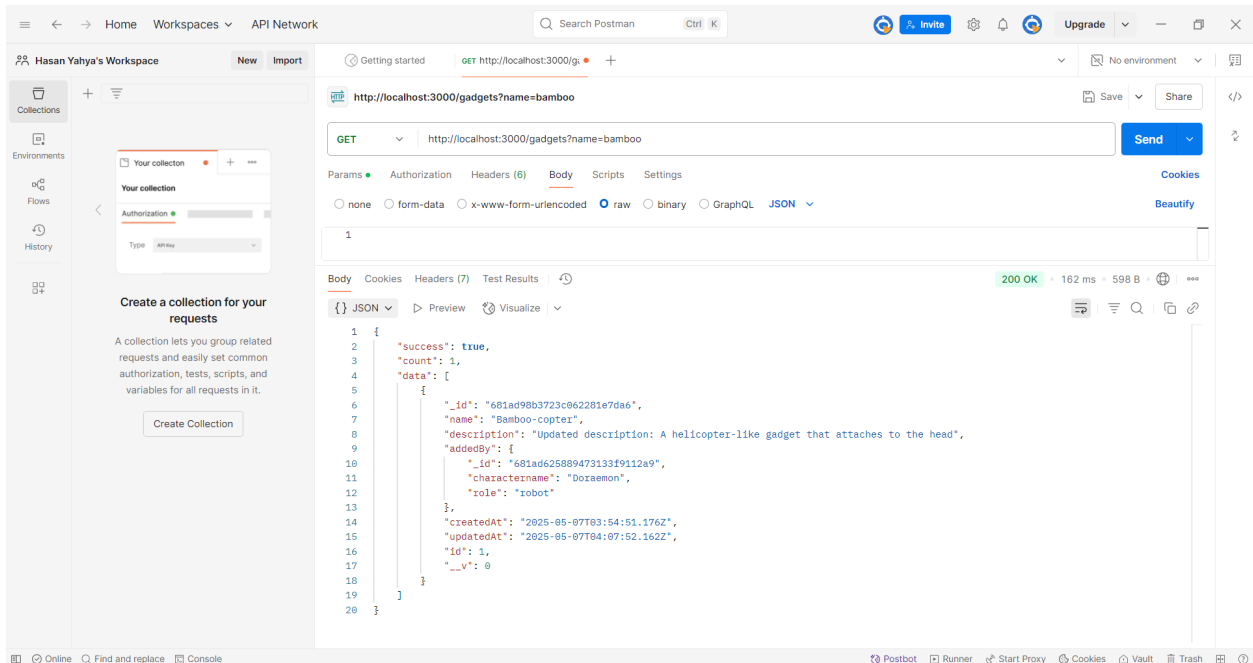 Home Workspaces API Network Search Postman Ctrl K Invite Upgrade
Hasan Yahya's Workspace New Import Getting started GET http://localhost:3000/ga No environment
Collections
Environments
Flows
History
Your collecton
Your collection
Authorization
Type API Key
Create a collection for your
requests
A collection lets you group related
requests and easily set common
authorization, tests, scripts, and
variables for all requests in it.
Create Collection
HTTP http://localhost:3000/gadgets?name=bamboo Save Share
GET http://localhost:3000/gadgets?name=bamboo Send
Params Authorization Headers (6) Body Scripts Settings Cookies
none form-data x-www-form-urlencoded raw binary GraphQL JSON Beautify
1
Body Cookies Headers (7) Test Results 200 OK 162 ms 598 B
{} JSON Preview Visualize
1 {
2 "success": true,
3 "count": 1,
4 "data": [
5 {
6 "_id": "681ad98b3723c062281e7da6",
7 "name": "Bamboo-copter",
8 "description": "Updated description: A helicopter-like gadget that attaches to the head",
9 "addedBy": {
10 "_id": "681ad625889473133f9112a9",
11 "charactername": "Doraemon",
12 "role": "robot"
13 },
14 "createdAt": "2025-05-07T03:54:51.176Z",
15 "updatedAt": "2025-05-07T04:07:52.162Z",
16 "id": 1,
17 "__v": 0
18 }
19 ]
20 }
Online Find and replace Console Postbot Runner Start Proxy Cookies Vault Trash